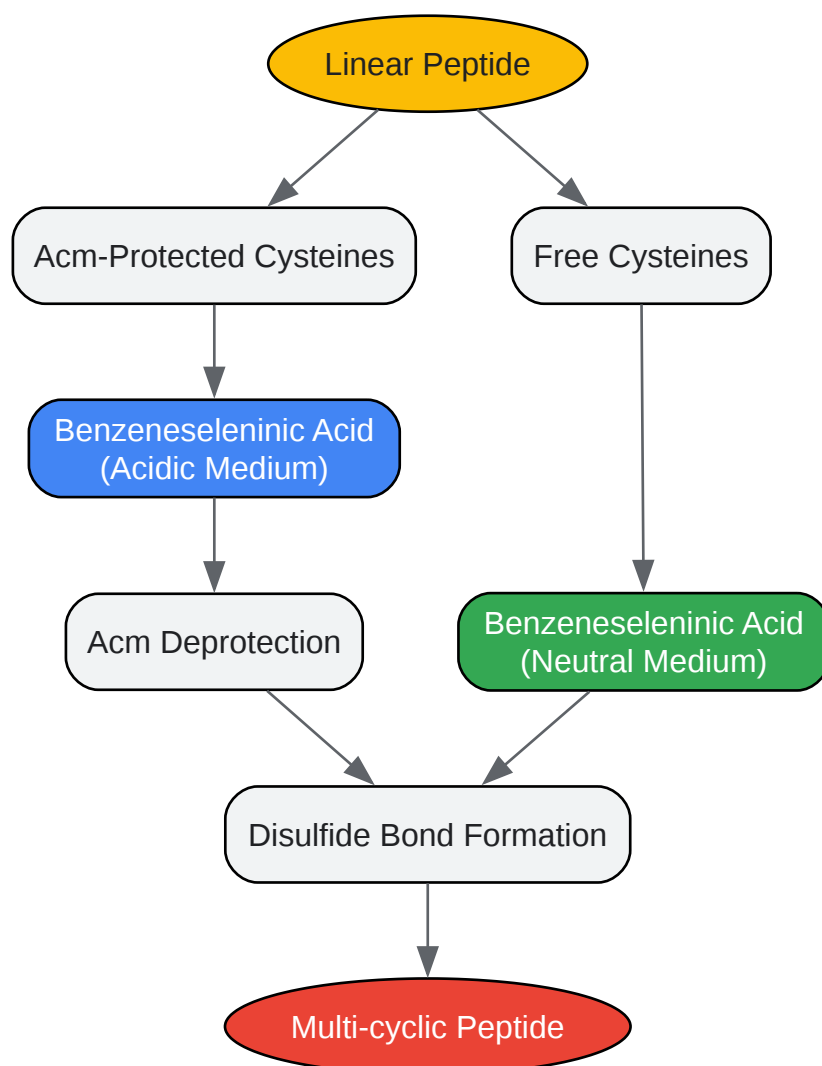 Linear Peptide
Acm-Protected Cysteines
Free Cysteines
Benzeneseleninic Acid
(Acidic Medium)
Acm Deprotection
Benzeneseleninic Acid
(Neutral Medium)
Disulfide Bond Formation
Multi-cyclic Peptide